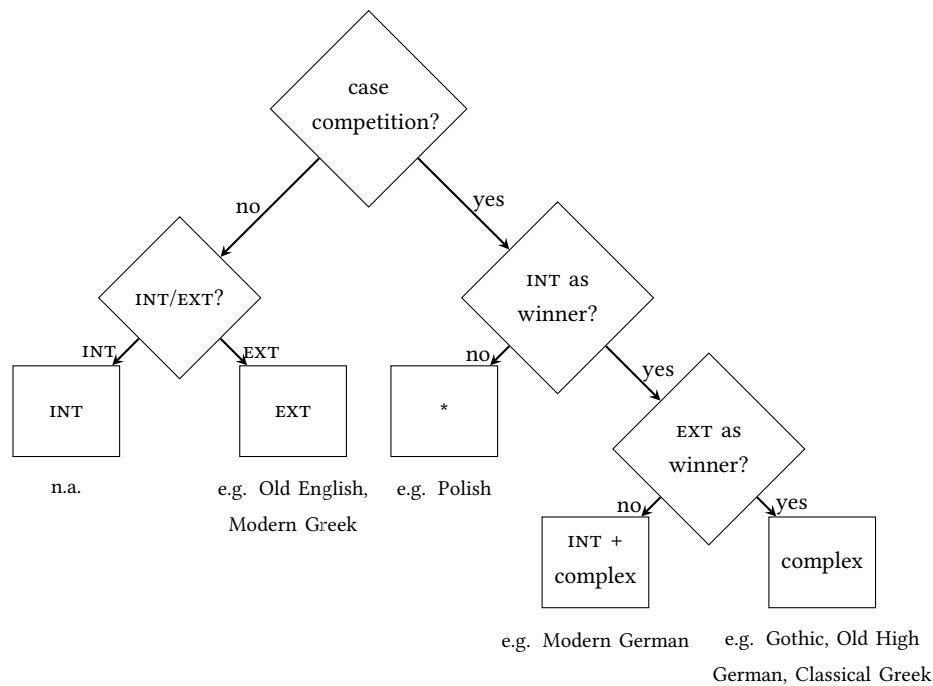 case
competition?
no
yes
INT/EXT?
INT as
winner?
INT
EXT
no
yes
INT
EXT
*
EXT as
winner?
n.a.
e.g. Old English,
Modern Greek
e.g. Polish
no
yes
INT +
complex
complex
e.g. Modern German
e.g. Gothic, Old High
German, Classical Greek